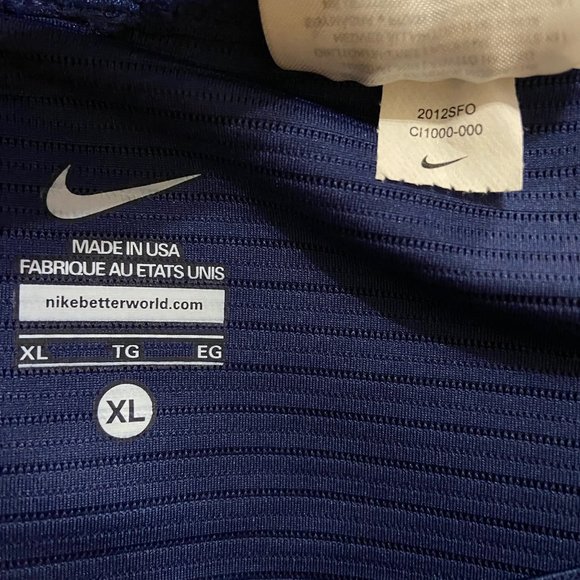 2012SFO
CI1000-000
MADE IN USA
FABRIQUE AU ETATS UNIS
nikebetterworld.com
XL TG EG
XL